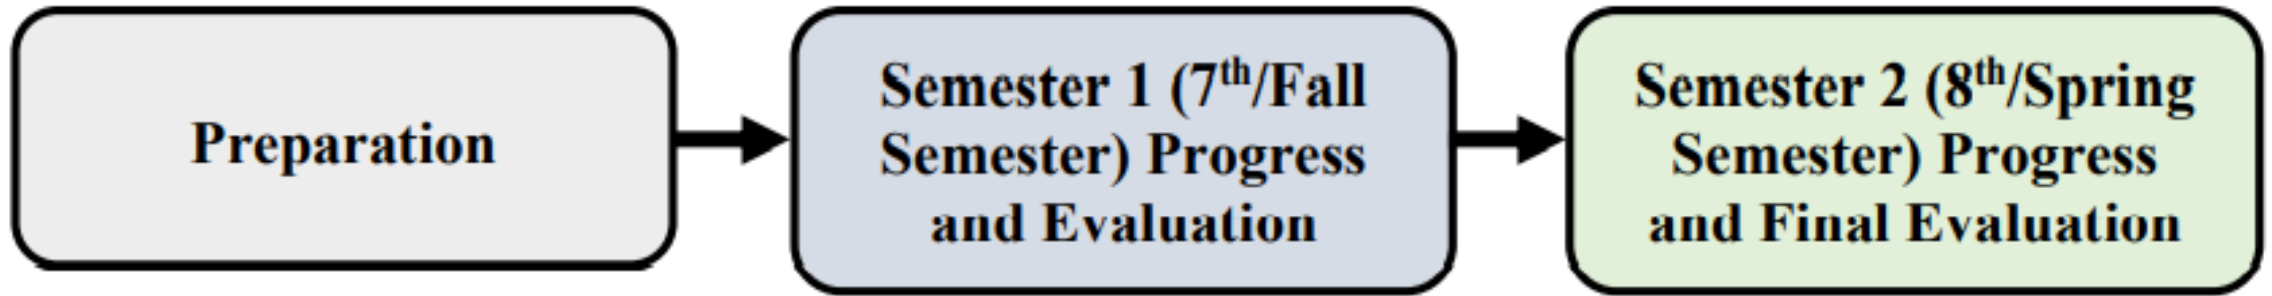 Preparation
Semester 1 (7th/Fall
Semester) Progress
and Evaluation
Semester 2 (8th/Spring
Semester) Progress
and Final Evaluation